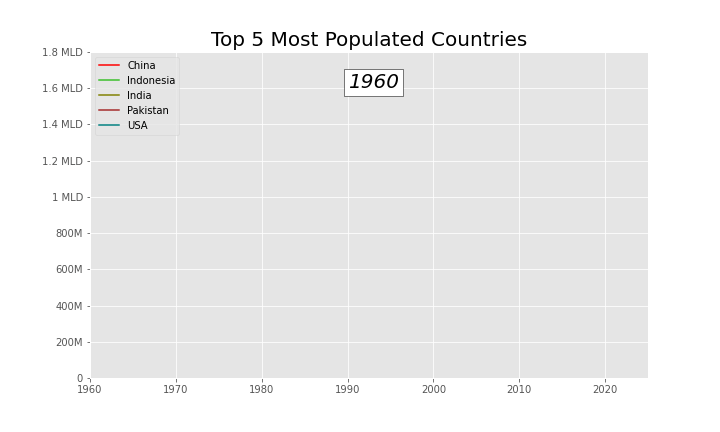 Top 5 Most Populated Countries
1.8 MLD
1.6 MLD
1.4 MLD
1.2 MLD
1 MLD
800M
600M
400M
200M
0
China
Indonesia
India
Pakistan
USA
1960
1960 1970 1980 1990 2000 2010 2020